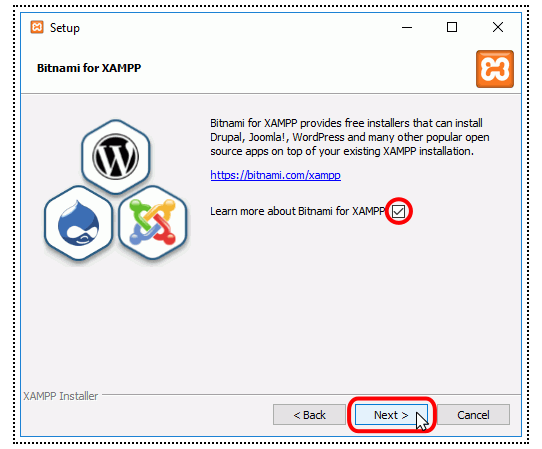 Setup
Bitnami for XAMPP
Bitnami for XAMPP provides free installers that can install
Drupal, Joomla!, WordPress and many other popular open
source apps on top of your existing XAMPP installation.
https://bitnami.com/xampp
Learn more about Bitnami for XAMPP
XAMPP Installer
< Back
Next >
Cancel